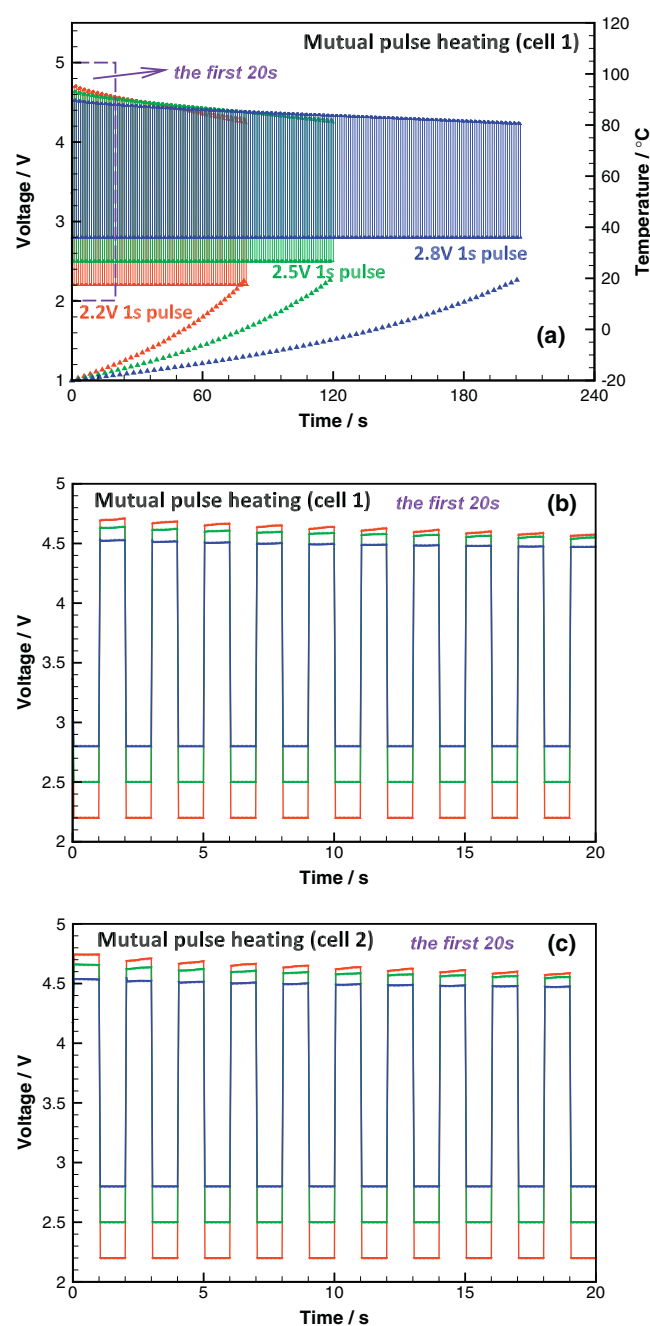 Mutual pulse heating (cell 1)
the first 20s
2.8V 1s pulse
2.5V 1s pulse
2.2V 1s pulse
(a)
Voltage / V
5
4
3
2
1
Temperature / °C
120
100
80
60
40
20
0
-20
0
60
120
180
240
Time / s
Mutual pulse heating (cell 1)
the first 20s
(b)
Voltage / V
5
4.5
4
3.5
3
2.5
2
0
5
10
15
20
Time / s
Mutual pulse heating (cell 2)
the first 20s
(c)
Voltage / V
5
4.5
4
3.5
3
2.5
2
0
5
10
15
20
Time / s